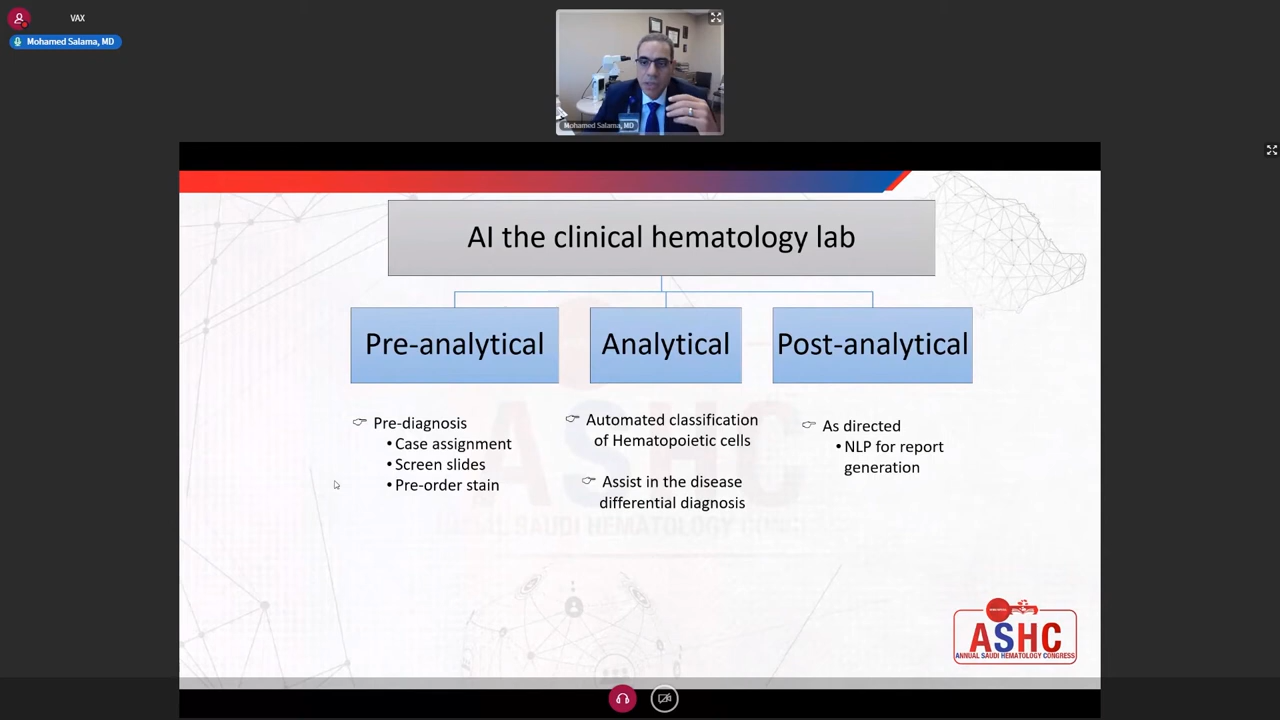 VAX
Mohamed Salama, MD
Mohamed Salama, MD
AI the clinical hematology lab
Pre-analytical
Analytical
Post-analytical
Pre-diagnosis
• Case assignment
• Screen slides
• Pre-order stain
Automated classification
of Hematopoietic cells
Assist in the disease
differential diagnosis
As directed
• NLP for report
generation
ASHC
ANNUAL SAUDI HEMATOLOGY CONGRESS